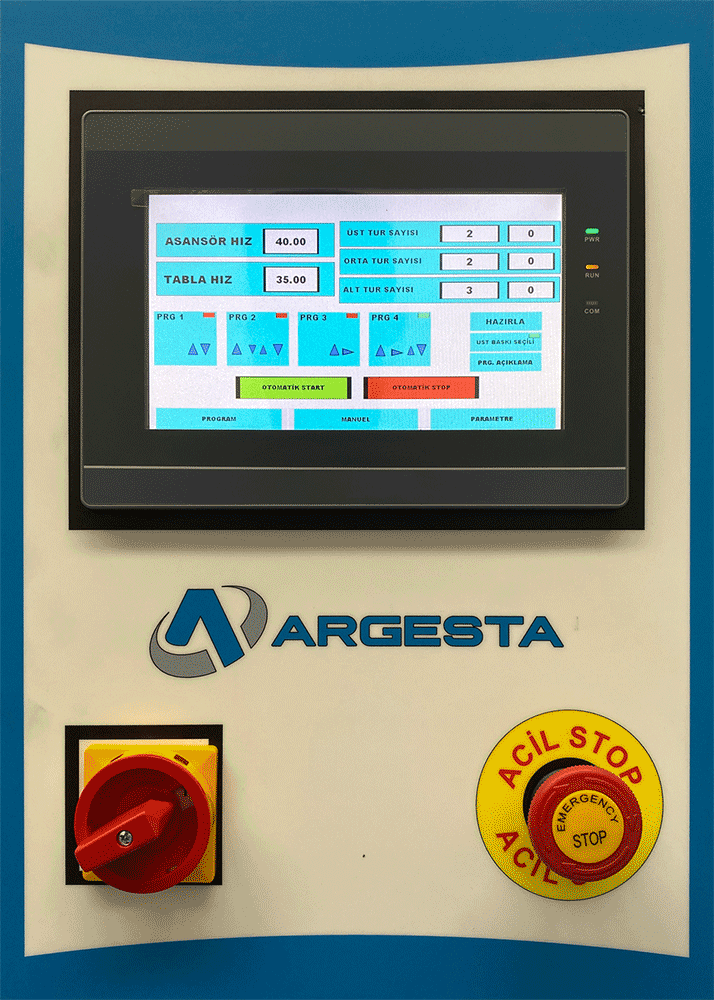 ASANSÖR HIZ 40.00
TABLA HIZ 35.00
ÜST TUR SAYISI 2 0
ORTA TUR SAYISI 2 0
ALT TUR SAYISI 3 0
PRG 1 PRG 2 PRG 3 PRG 4
HAZIRLA
UST BASKI SEÇİLİ
PRG. AÇIKLAMA
OTOMATİK START OTOMATİK STOP
PROGRAM MANUEL PARAMETRE
PWR
RUN
COM
ARGESTA
ACİL STOP
EMERGENCY
STOP
ACİL